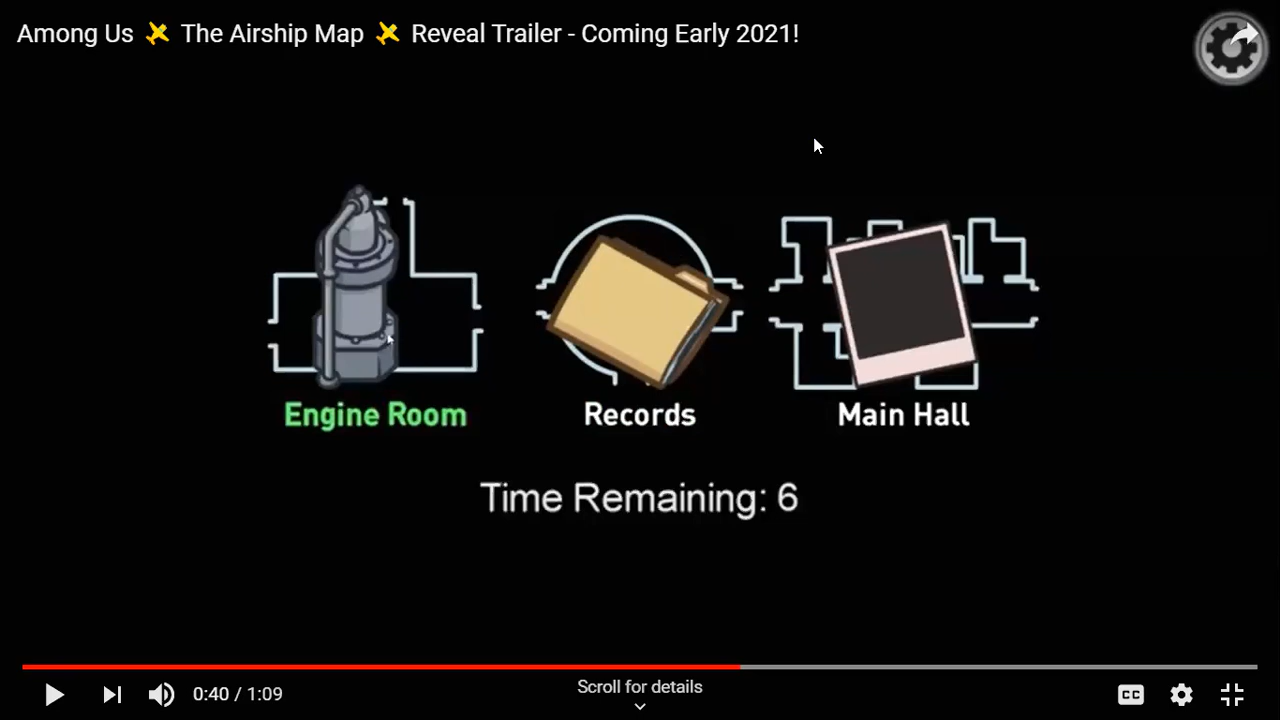 Among Us ✈ The Airship Map ✈ Reveal Trailer - Coming Early 2021!
Engine Room
Records
Main Hall
Time Remaining: 6
Scroll for details
0:40 / 1:09
CC